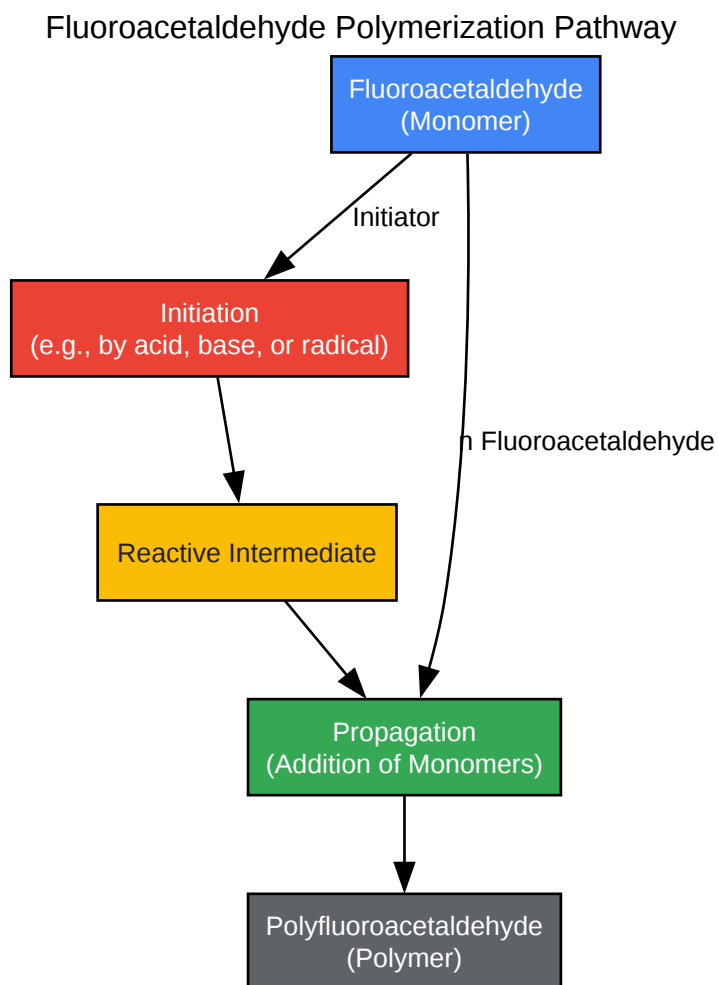 Fluoroacetaldehyde Polymerization Pathway
Fluoroacetaldehyde
(Monomer)
Initiator
Initiation
(e.g., by acid, base, or radical)
n Fluoroacetaldehyde
Reactive Intermediate
Propagation
(Addition of Monomers)
Polyfluoroacetaldehyde
(Polymer)